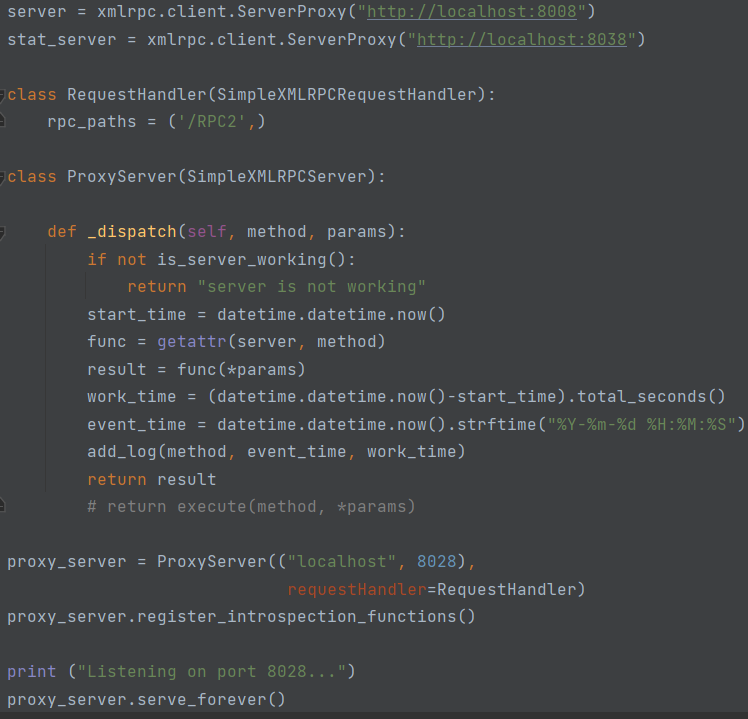 server = xmlrpc.client.ServerProxy("http://localhost:8008")
stat_server = xmlrpc.client.ServerProxy("http://localhost:8038")
class RequestHandler(SimpleXMLRPCRequestHandler):
rpc_paths = ('/RPC2',)
class ProxyServer(SimpleXMLRPCServer):
def _dispatch(self, method, params):
if not is_server_working():
return "server is not working"
start_time = datetime.datetime.now()
func = getattr(server, method)
result = func(*params)
work_time = (datetime.datetime.now()-start_time).total_seconds()
event_time = datetime.datetime.now().strftime("%Y-%m-%d %H:%M:%S")
add_log(method, event_time, work_time)
return result
# return execute(method, *params)
proxy_server = ProxyServer(("localhost", 8028),
requestHandler=RequestHandler)
proxy_server.register_introspection_functions()
print ("Listening on port 8028...")
proxy_server.serve_forever()